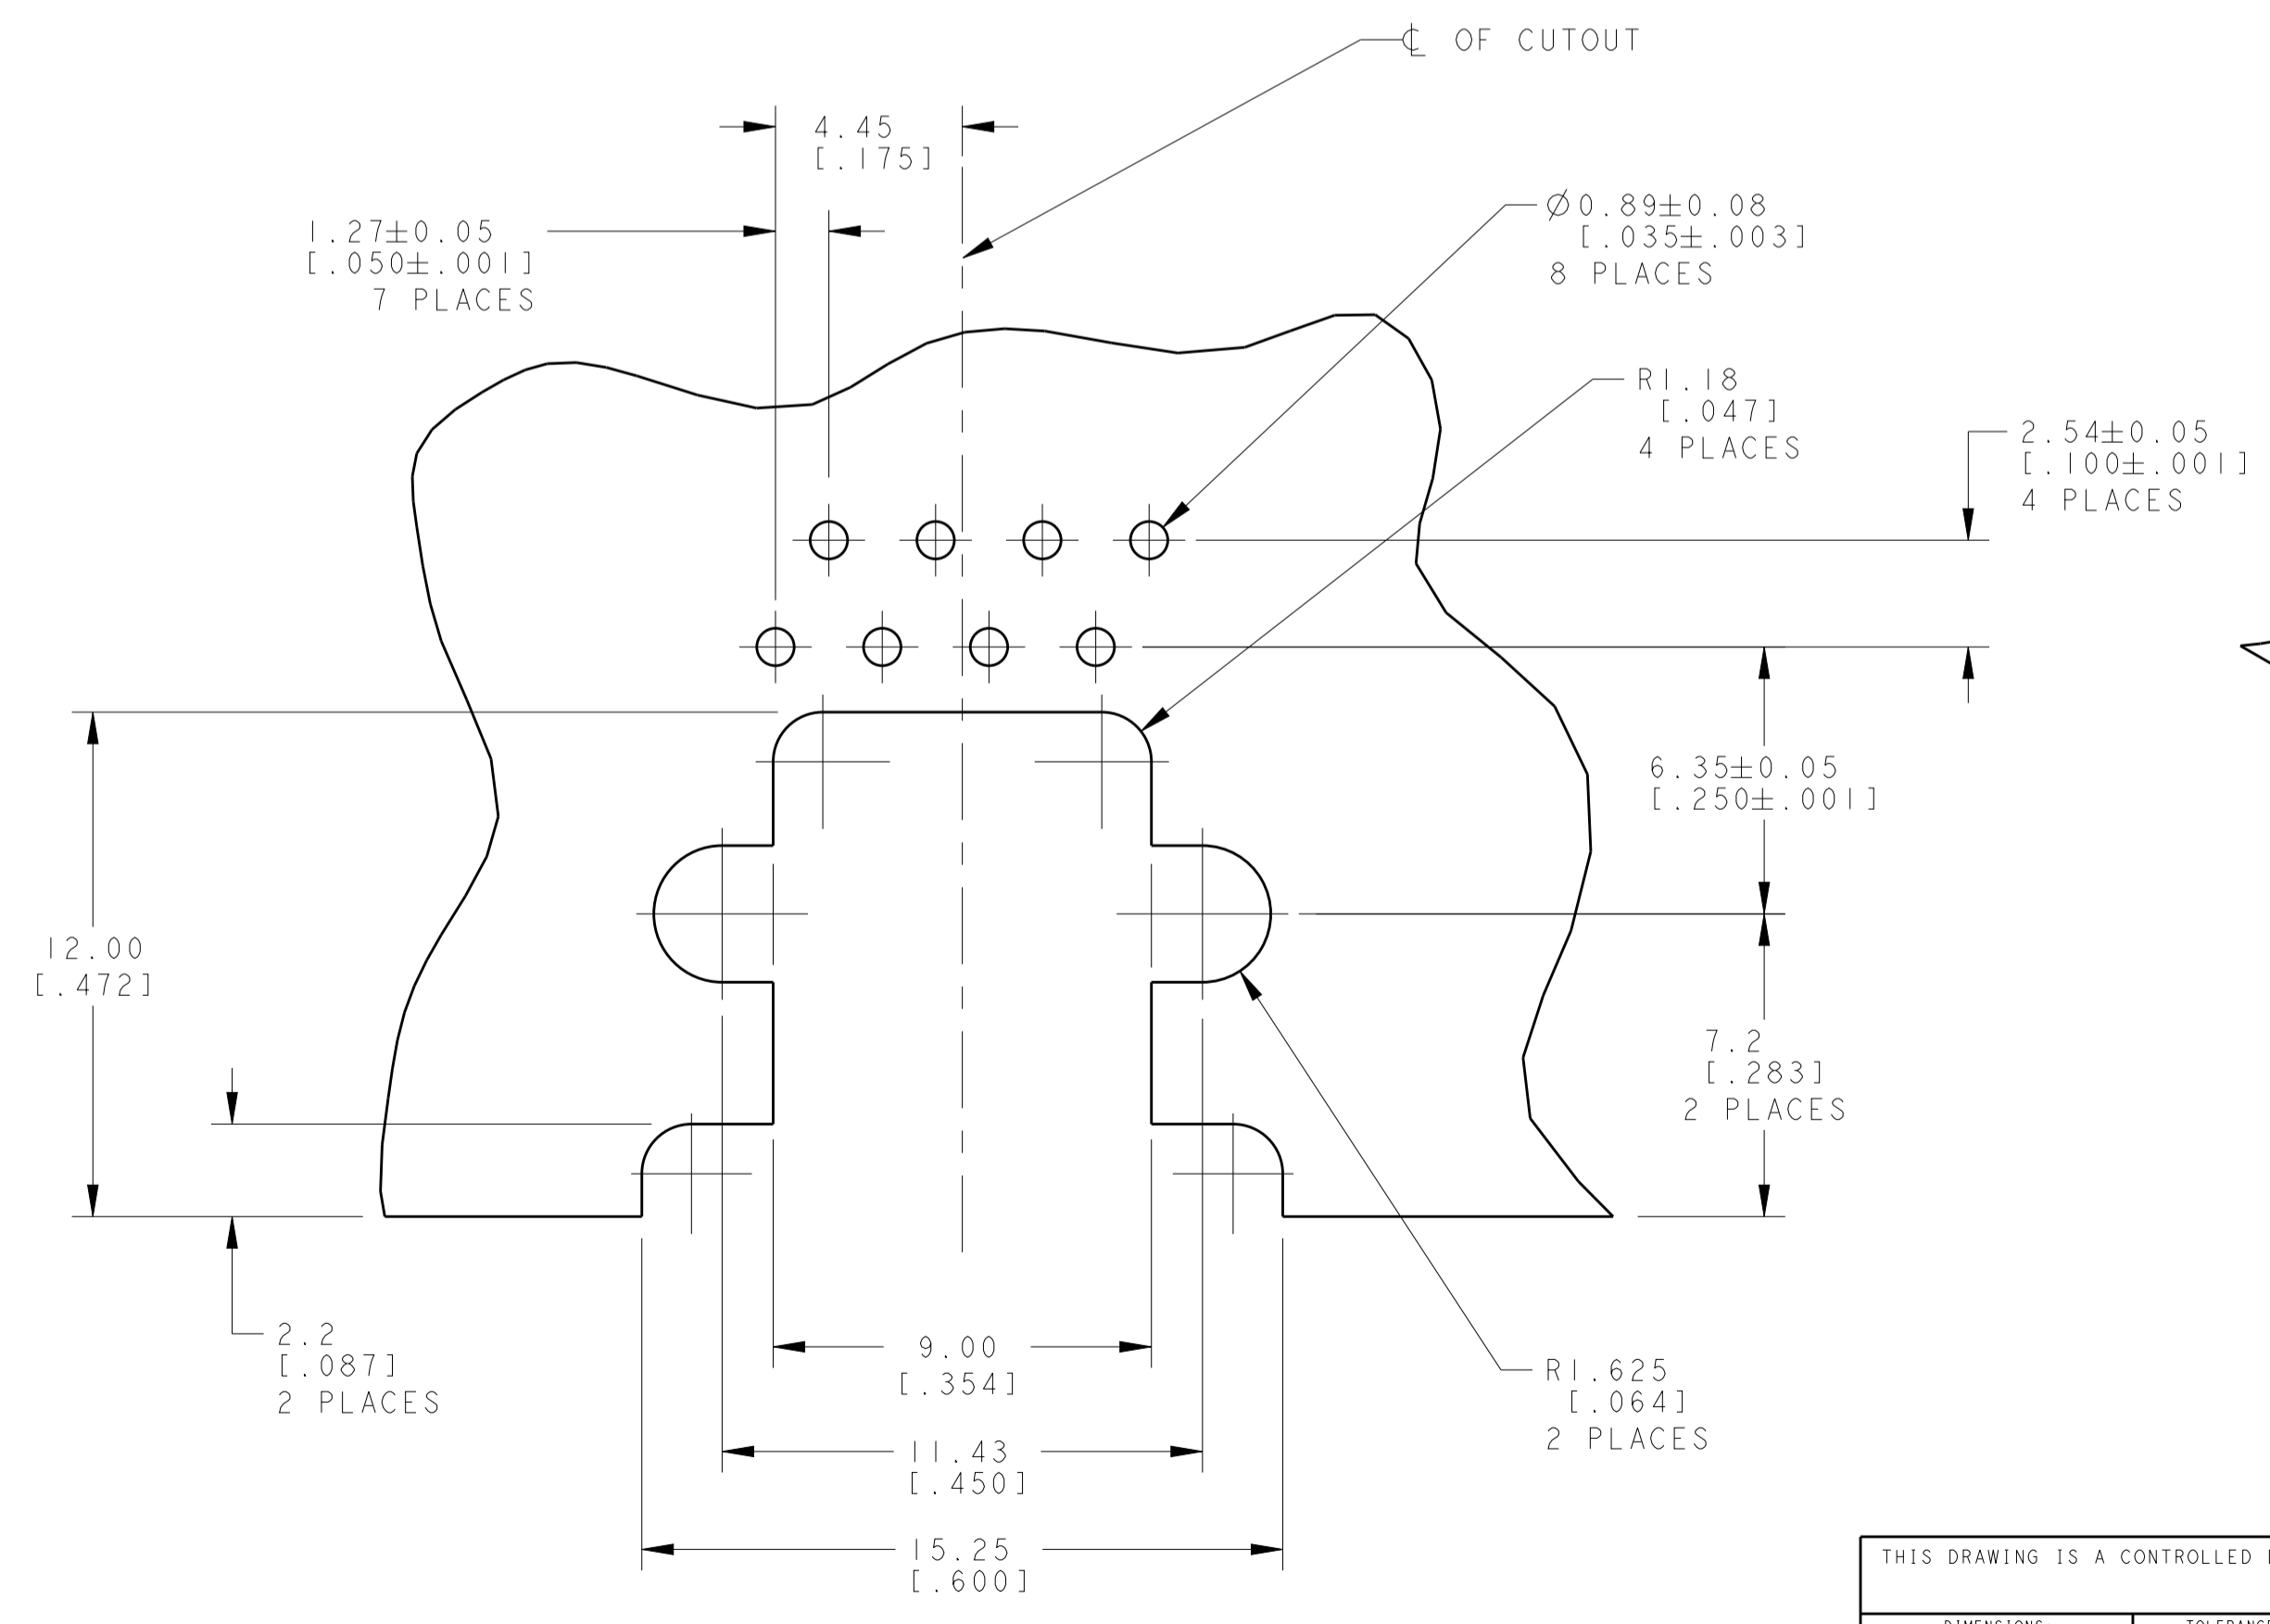 ℄ OF CUTOUT
4.45
[.175]
1.27±0.05
[.050±.001]
7 PLACES
Ø0.89±0.08
[.035±.003]
8 PLACES
R1.18
[.047]
4 PLACES
2.54±0.05
[.100±.001]
4 PLACES
6.35±0.05
[.250±.001]
12.00
[.472]
7.2
[.283]
2 PLACES
2.2
[.087]
2 PLACES
9.00
[.354]
R1.625
[.064]
2 PLACES
11.43
[.450]
15.25
[.600]
THIS DRAWING IS A CONTROLLED